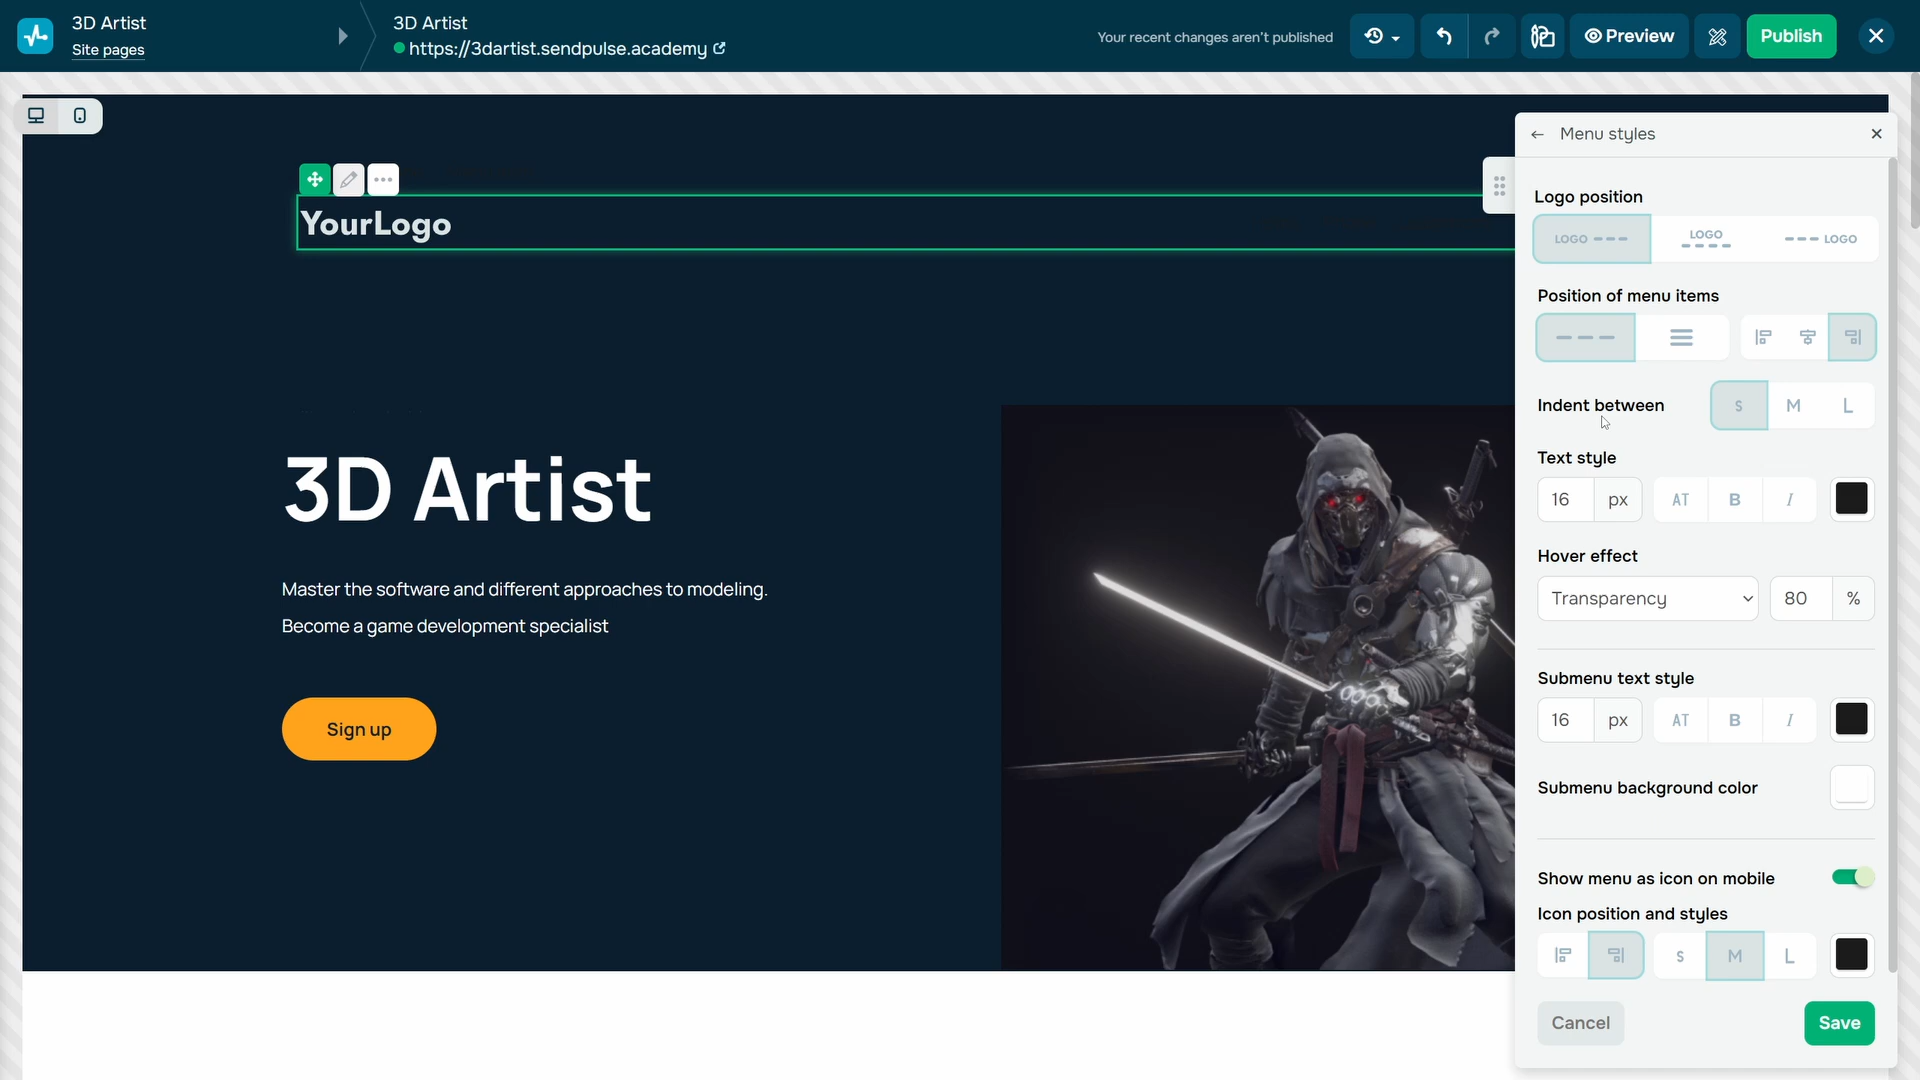 3D Artist
Site pages
3D Artist
https://3dartist.sendpulse.academy
Your recent changes aren't published
Preview
Publish
Menu styles
YourLogo
Logo position
LOGO
LOGO
LOGO
Position of menu items
Indent between
S M L
Text style
16 px AT B I
Hover effect
Transparency 80 %
3D Artist
Master the software and different approaches to modeling.
Become a game development specialist
Sign up
Submenu text style
16 px AT B I
Submenu background color
Show menu as icon on mobile
Icon position and styles
S M L
Cancel Save